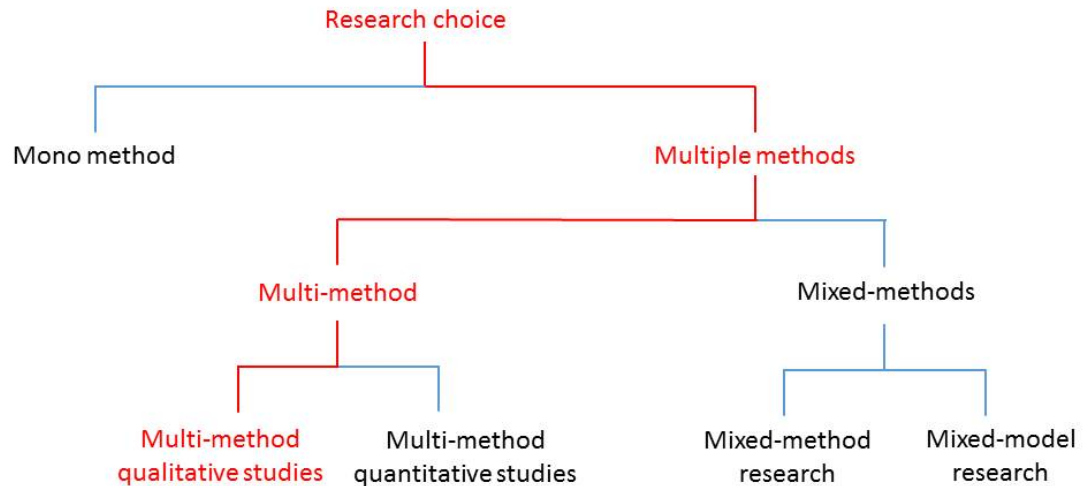 Research choice
Mono method
Multiple methods
Multi-method
Mixed-methods
Multi-method
qualitative studies
Multi-method
quantitative studies
Mixed-method
research
Mixed-model
research